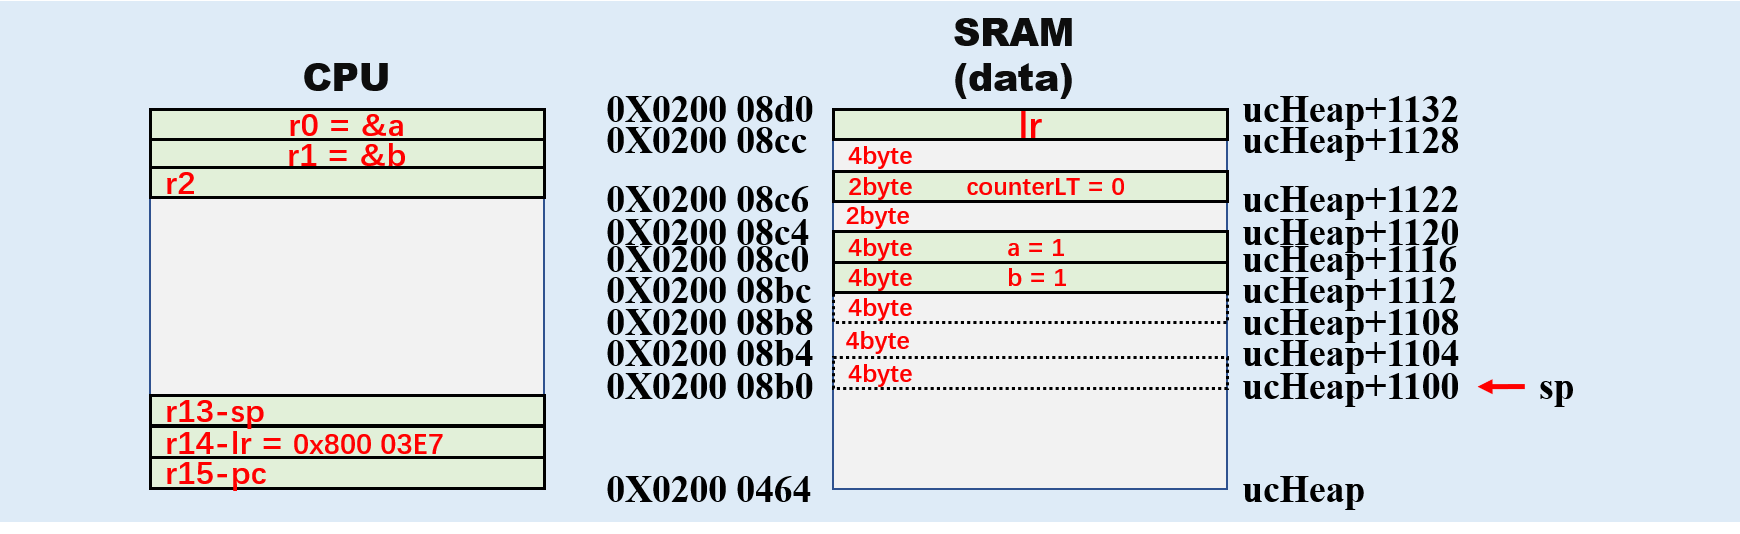 CPU
r0 = &a
r1 = &b
r2
r13-sp
r14-lr = 0x800 03E7
r15-pc
SRAM
(data)
0X0200 08d0
lr
ucHeap+1132
0X0200 08cc
ucHeap+1128
4byte
2byte counterLT = 0
0X0200 08c6
ucHeap+1122
2byte
0X0200 08c4
ucHeap+1120
4byte a = 1
0X0200 08c0
ucHeap+1116
4byte b = 1
0X0200 08bc
ucHeap+1112
4byte
0X0200 08b8
ucHeap+1108
4byte
0X0200 08b4
ucHeap+1104
4byte
0X0200 08b0
ucHeap+1100
sp
0X0200 0464
ucHeap